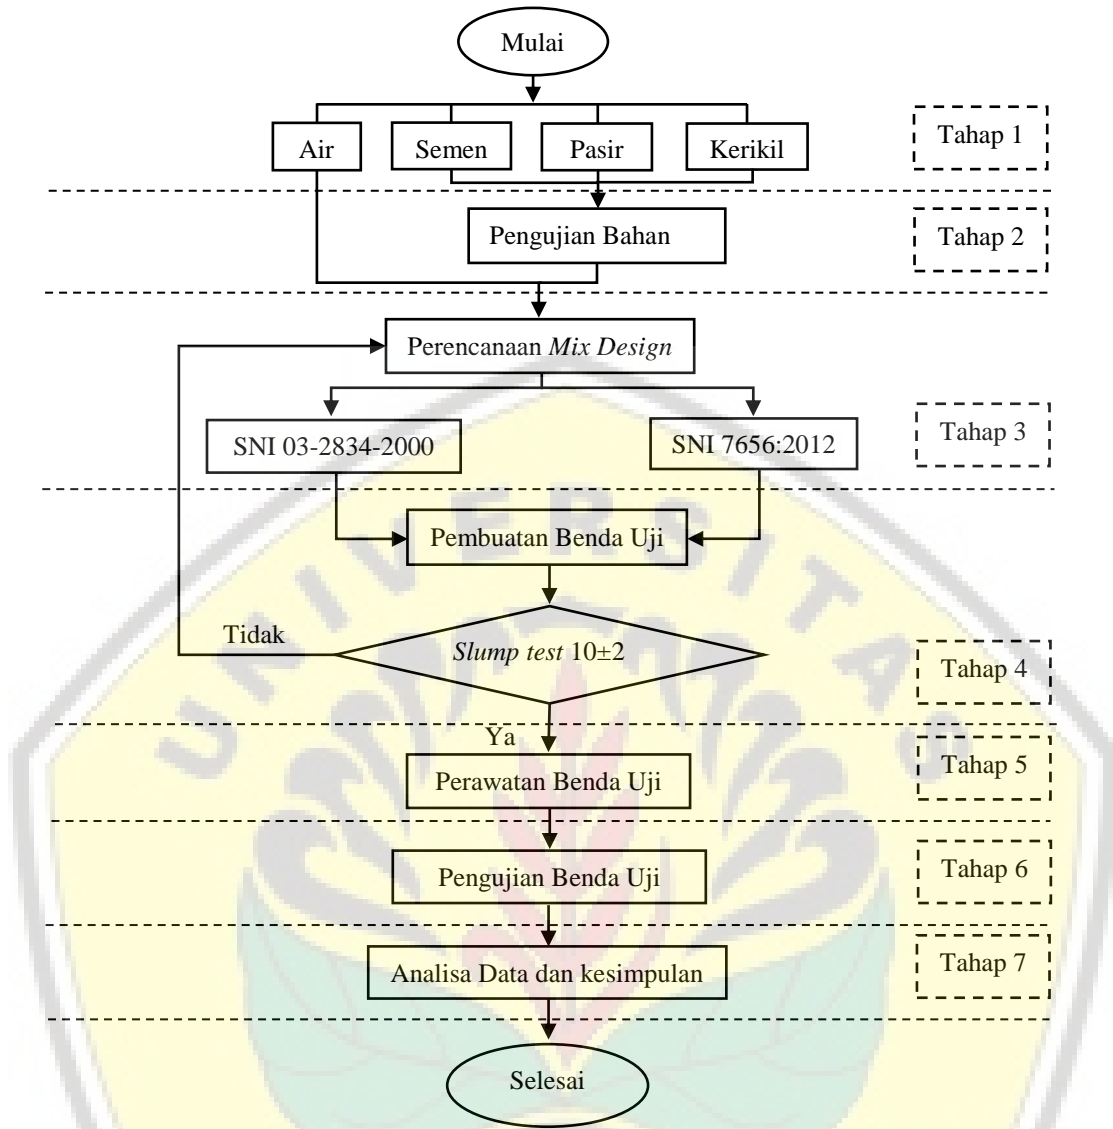 Mulai
Air
Semen
Pasir
Kerikil
Tahap 1
Pengujian Bahan
Tahap 2
Perencanaan Mix Design
SNI 03-2834-2000
SNI 7656:2012
Tahap 3
Pembuatan Benda Uji
Tidak
Slump test 10±2
Tahap 4
Ya
Perawatan Benda Uji
Tahap 5
Pengujian Benda Uji
Tahap 6
Analisa Data dan kesimpulan
Tahap 7
Selesai
UNIVERSITAS